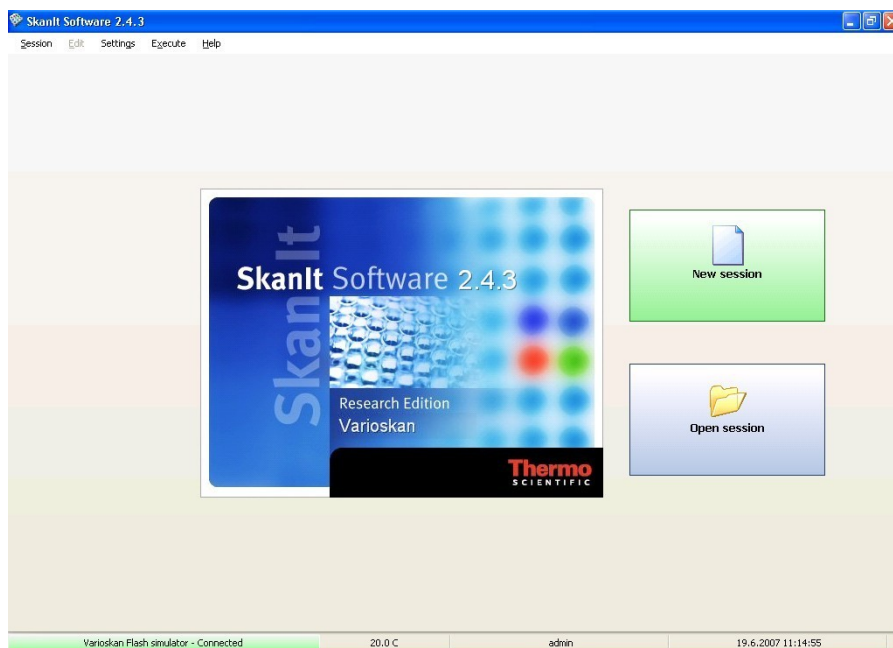 SkanIt Software 2.4.3
Session Edit Settings Execute Help
SkanIt
SkanIt Software 2.4.3
Research Edition
Varioskan
Thermo
SCIENTIFIC
New session
Open session
Varioskan Flash simulator - Connected 20.0 C admin 19.6.2007 11:14:55